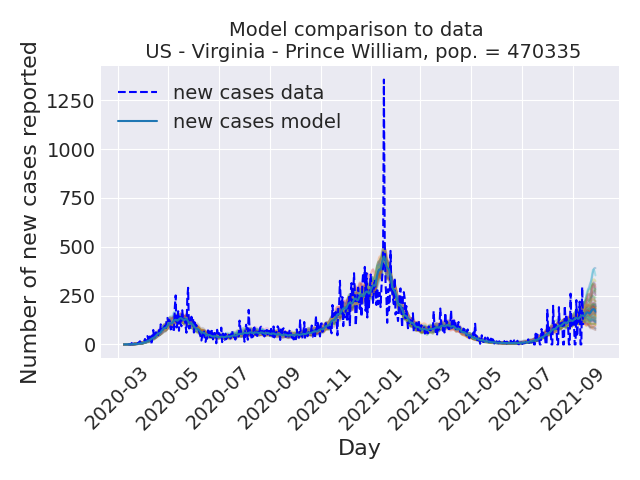 Model comparison to data
US - Virginia - Prince William, pop. = 470335
Number of new cases reported
new cases data
new cases model
1250
1000
750
500
250
0
2020-03
2020-05
2020-07
2020-09
2020-11
2021-01
2021-03
2021-05
2021-07
2021-09
Day